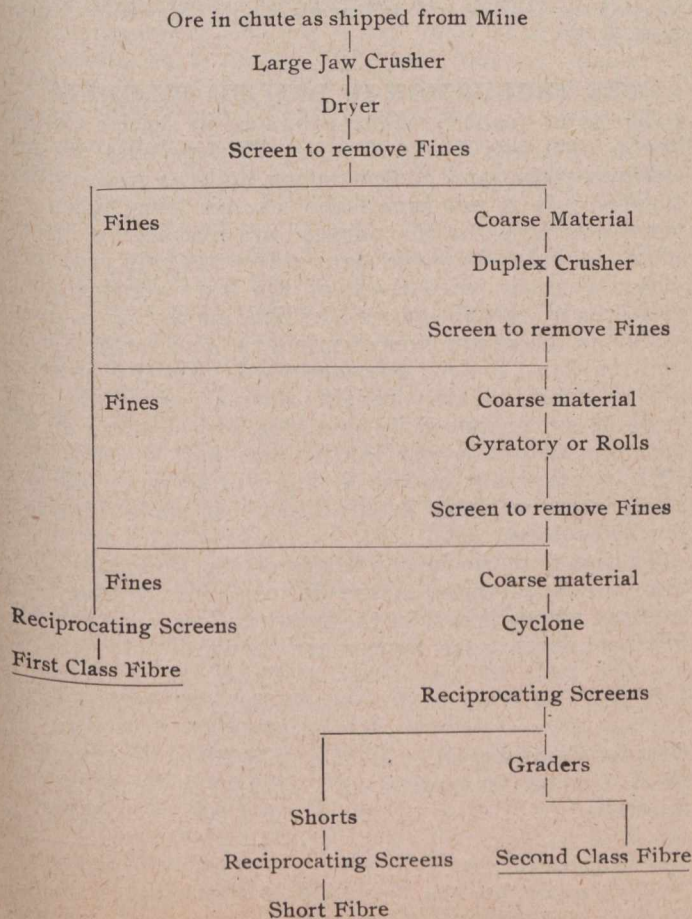 Ore in chute as shipped from Mine
Large Jaw Crusher
Dryer
Screen to remove Fines
Fines
Coarse Material
Duplex Crusher
Screen to remove Fines
Fines
Coarse material
Gyratory or Rolls
Screen to remove Fines
Fines
Coarse material
Reciprocating Screens
Cyclone
First Class Fibre
Reciprocating Screens
Graders
Shorts
Reciprocating Screens
Second Class Fibre
Short Fibre